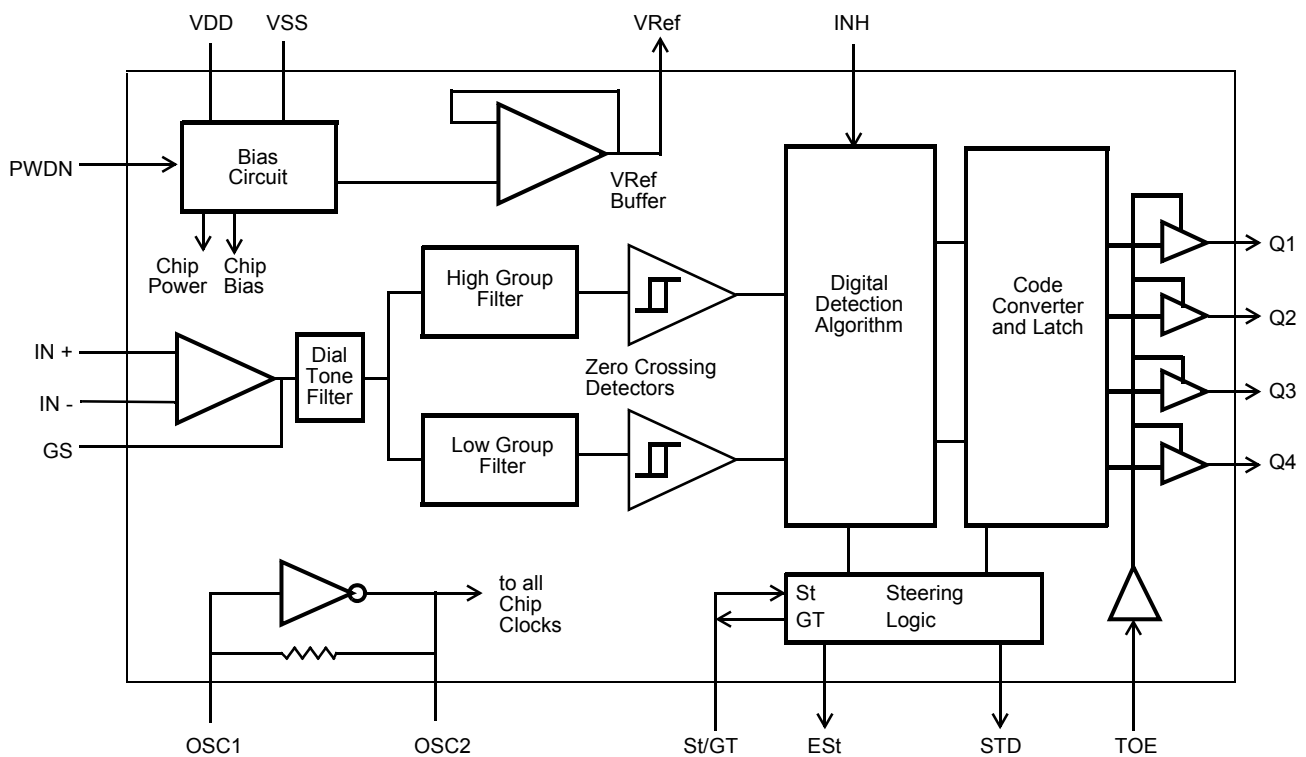 VDD
VSS
VRef
INH
PWDN
Bias
Circuit
VRef
Buffer
Chip
Power
Chip
Bias
High Group
Filter
Digital
Detection
Algorithm
Code
Converter
and Latch
Q1
Q2
Q3
Q4
IN +
IN -
GS
Dial
Tone
Filter
Zero Crossing
Detectors
Low Group
Filter
to all
Chip
Clocks
St
Steering
GT
Logic
OSC1
OSC2
St/GT
ESt
STD
TOE